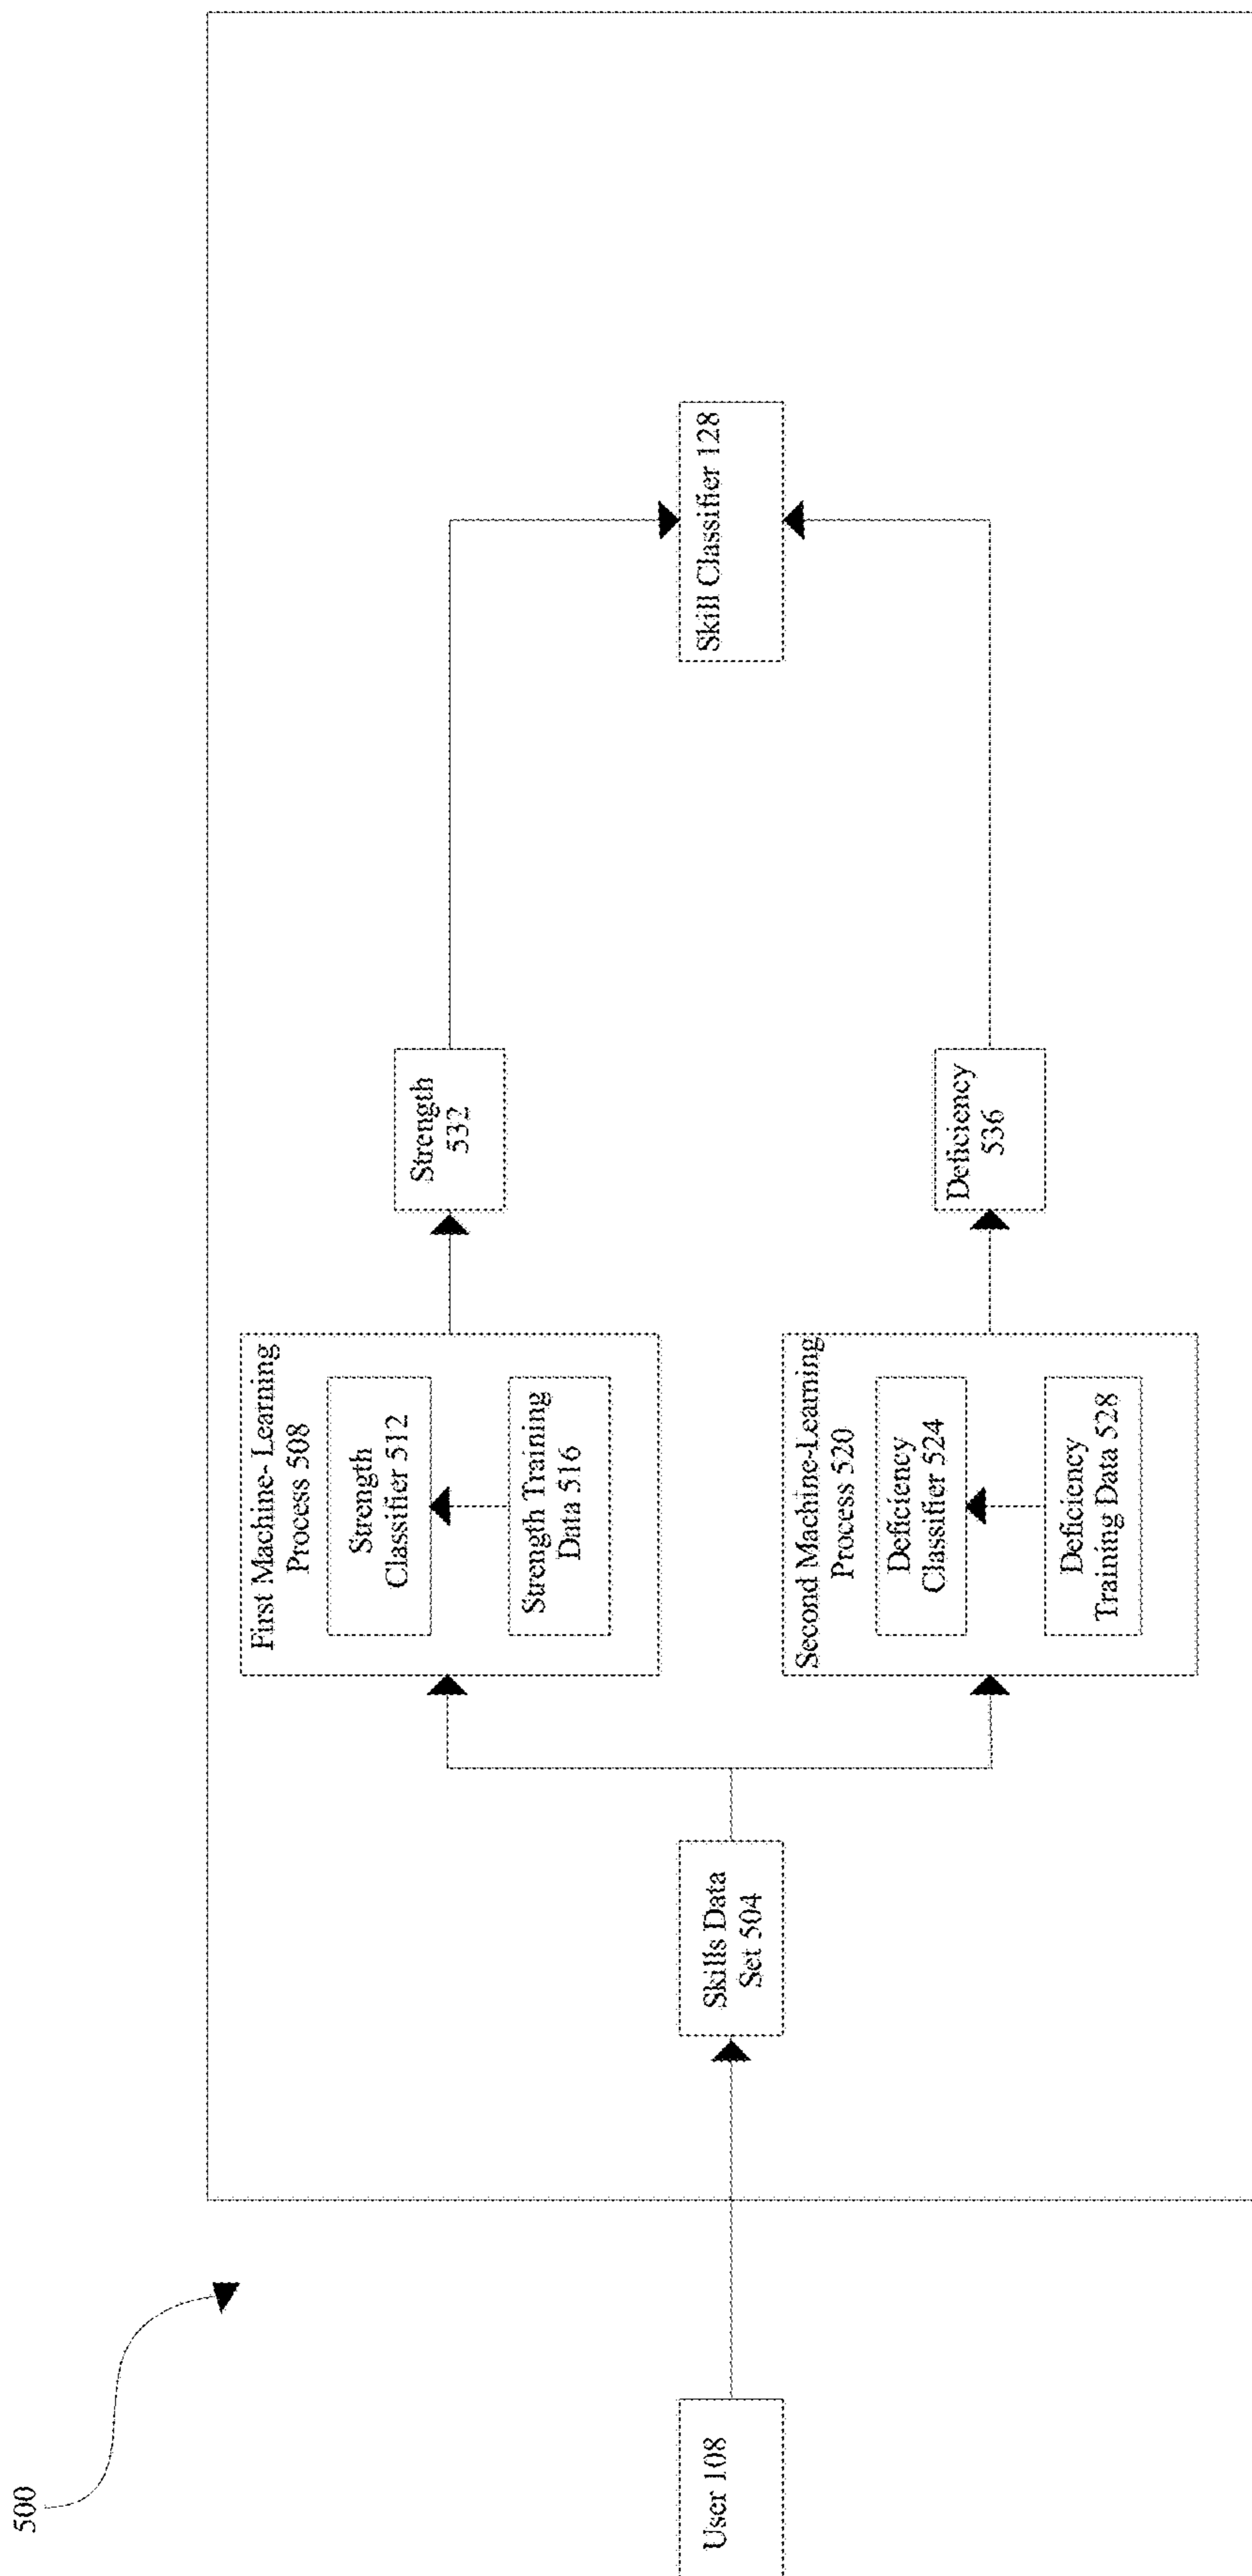 500
User 108
Skills Data
Set 504
First Machine- Learning
Process 508
Strength
Classifier 512
Strength Training
Data 516
Second Machine-Learning
Process 520
Deficiency
Classifier 524
Deficiency
Training Data 528
Strength
532
Deficiency
536
Skill Classifier 128